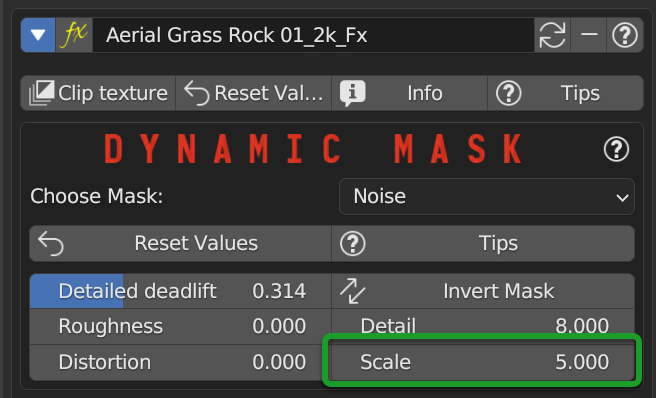 fx Aerial Grass Rock 01_2k_Fx
Clip texture Reset Val... Info Tips
DYNAMIC MASK
Choose Mask: Noise
Reset Values Tips
Detailed deadlift 0.314 Invert Mask
Roughness 0.000 Detail 8.000
Distortion 0.000 Scale 5.000